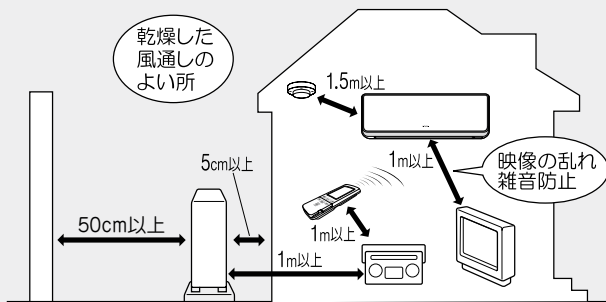 乾燥した
風通しの
よい所
1.5m以上
1m以上
映像の乱れ
雑音防止
5cm以上
50cm以上
1m以上
1m以上